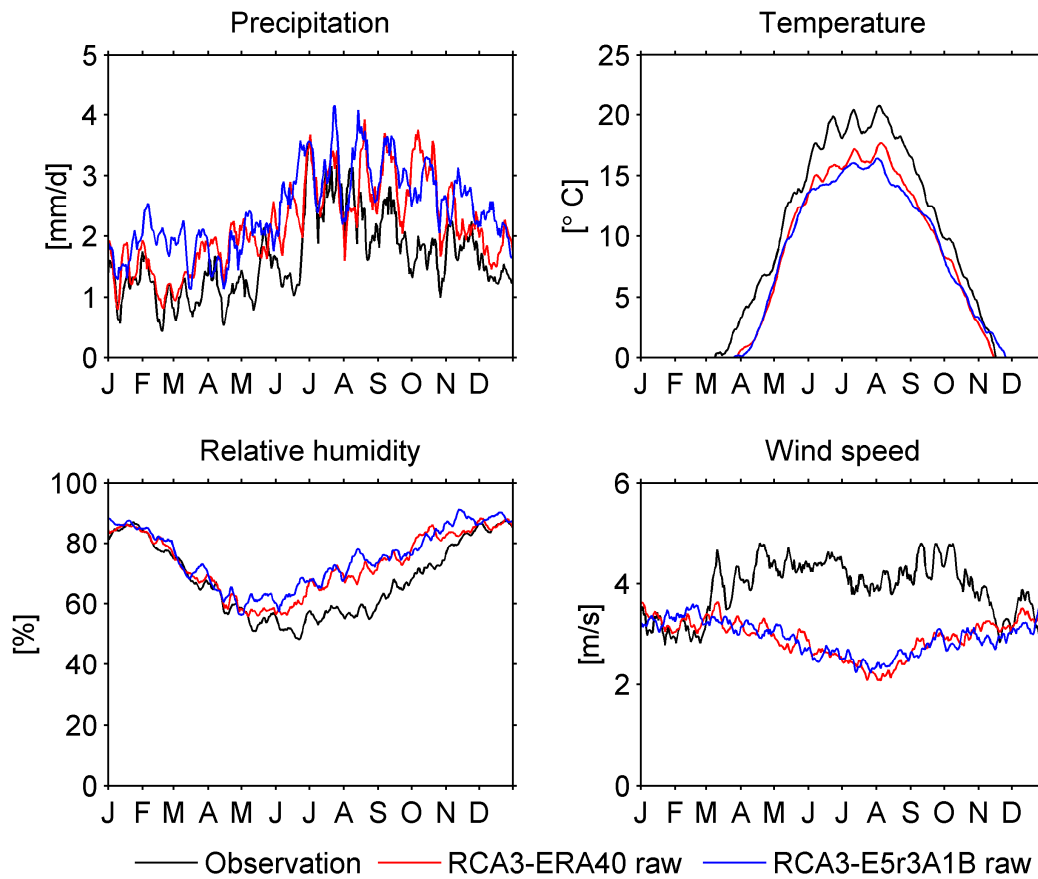 Precipitation
Temperature
5
4
3
2
1
0
[mm/d]
J F M A M J J A S O N D
25
20
15
10
5
0
[° C]
J F M A M J J A S O N D
Relative humidity
Wind speed
100
80
60
40
20
0
[%]
J F M A M J J A S O N D
6
4
2
0
[m/s]
J F M A M J J A S O N D
Observation RCA3-ERA40 raw RCA3-E5r3A1B raw